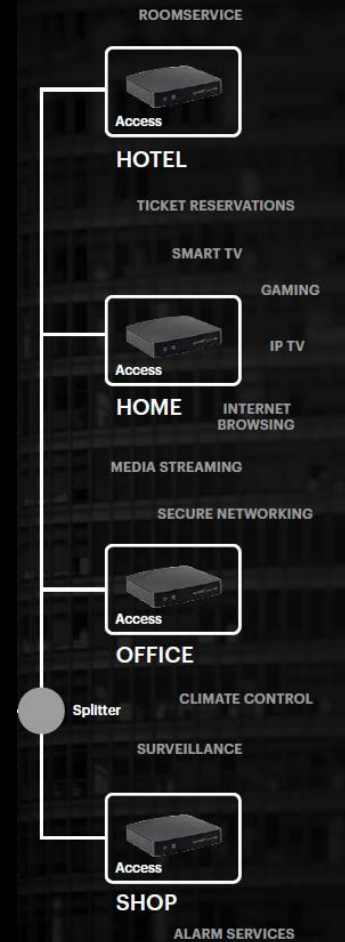 ROOMSERVICE
Access
HOTEL
TICKET RESERVATIONS
SMART TV
GAMING
IP TV
Access
HOME
INTERNET
BROWSING
MEDIA STREAMING
SECURE NETWORKING
Access
OFFICE
Splitter
CLIMATE CONTROL
SURVEILLANCE
Access
SHOP
ALARM SERVICES